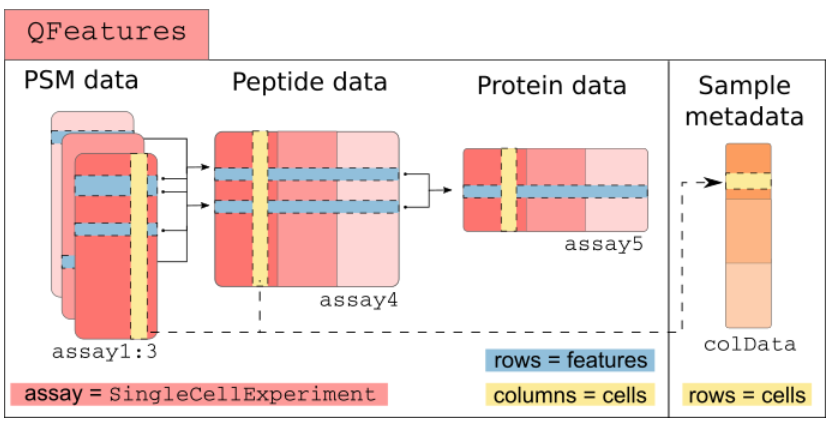 QFeatures
PSM data
Peptide data
Protein data
Sample
metadata
assay5
assay4
colData
assay1:3
rows = features
assay = SingleCellExperiment
columns = cells
rows = cells